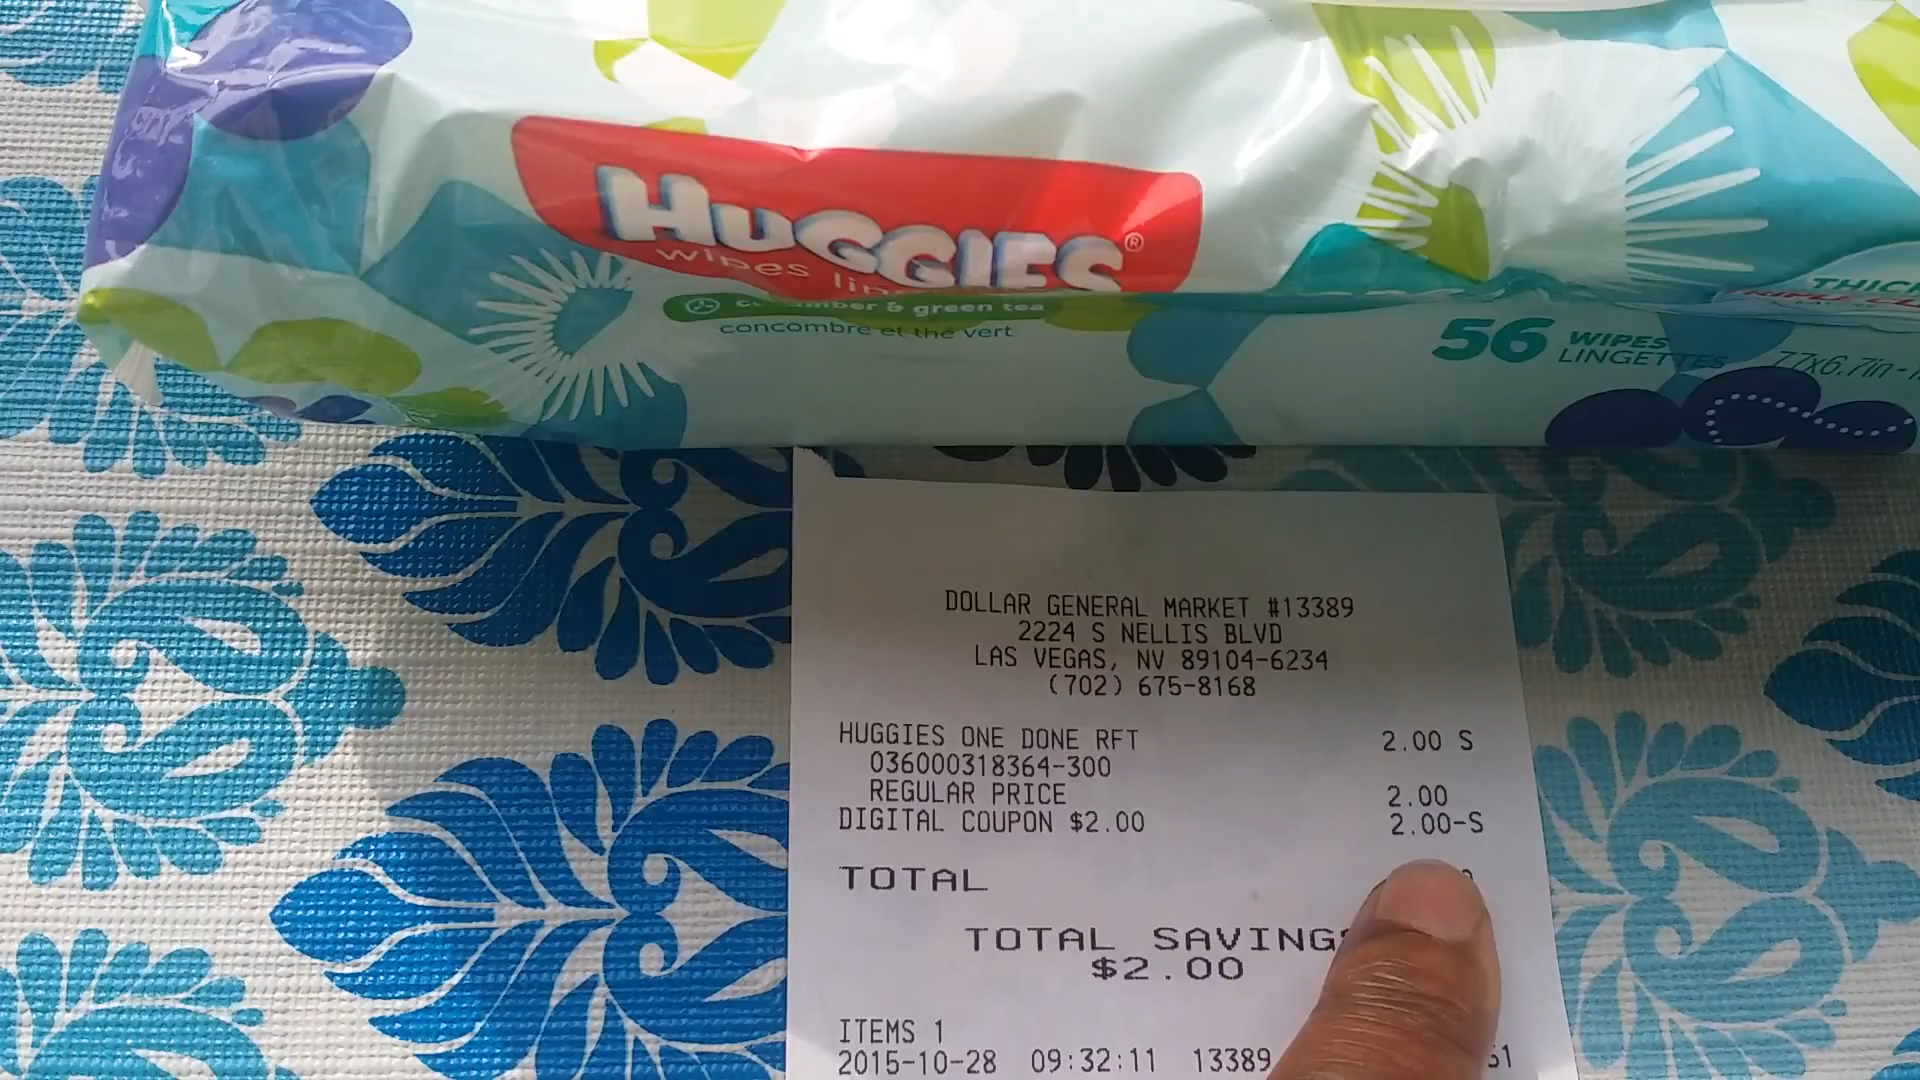 HUGGIES®
wipes
& green tea
concombre et thé vert
56 WIPES
LINGETTES 7.7x6.7in
DOLLAR GENERAL MARKET #13389
2224 S NELLIS BLVD
LAS VEGAS, NV 89104-6234
(702) 675-8168
HUGGIES ONE DONE RFT 2.00 S
036000318364-300
REGULAR PRICE 2.00
DIGITAL COUPON $2.00 2.00-S
TOTAL
TOTAL SAVINGS
$2.00
ITEMS 1
2015-10-28 09:32:11 13389